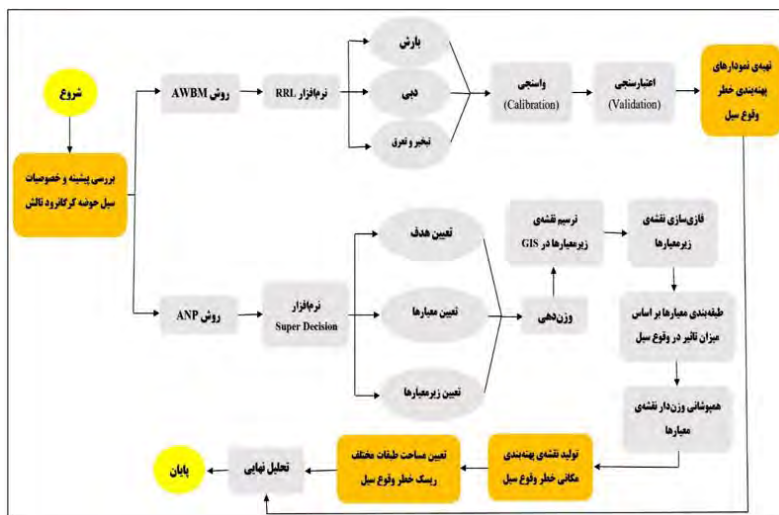 شروع
بررسی پیشینه و خصوصیات
سیل حوضه کرگانرود تالش
روش AWBM
نرم‌افزار RRL
بارش
دبی
تبخیر و تعرق
واسنجی
(Calibration)
اعتبارسنجی
(Validation)
تهیه‌ی نمودارهای
پهنه‌بندی خطر
وقوع سیل
روش ANP
نرم‌افزار
Super Decision
تعیین هدف
تعیین معیارها
تعیین زیرمعیارها
وزن‌دهی
ترسیم نقشه‌ی
زیرمعیارها در GIS
فازی‌سازی نقشه‌ی
زیرمعیارها
طبقه‌بندی معیارها بر اساس
میزان تاثیر در وقوع سیل
همپوشانی وزن‌دار نقشه‌ی
معیارها
تولید نقشه‌ی پهنه‌بندی
مکانی خطر وقوع سیل
تعیین مساحت طبقات مختلف
ریسک خطر وقوع سیل
تحلیل نهایی
پایان